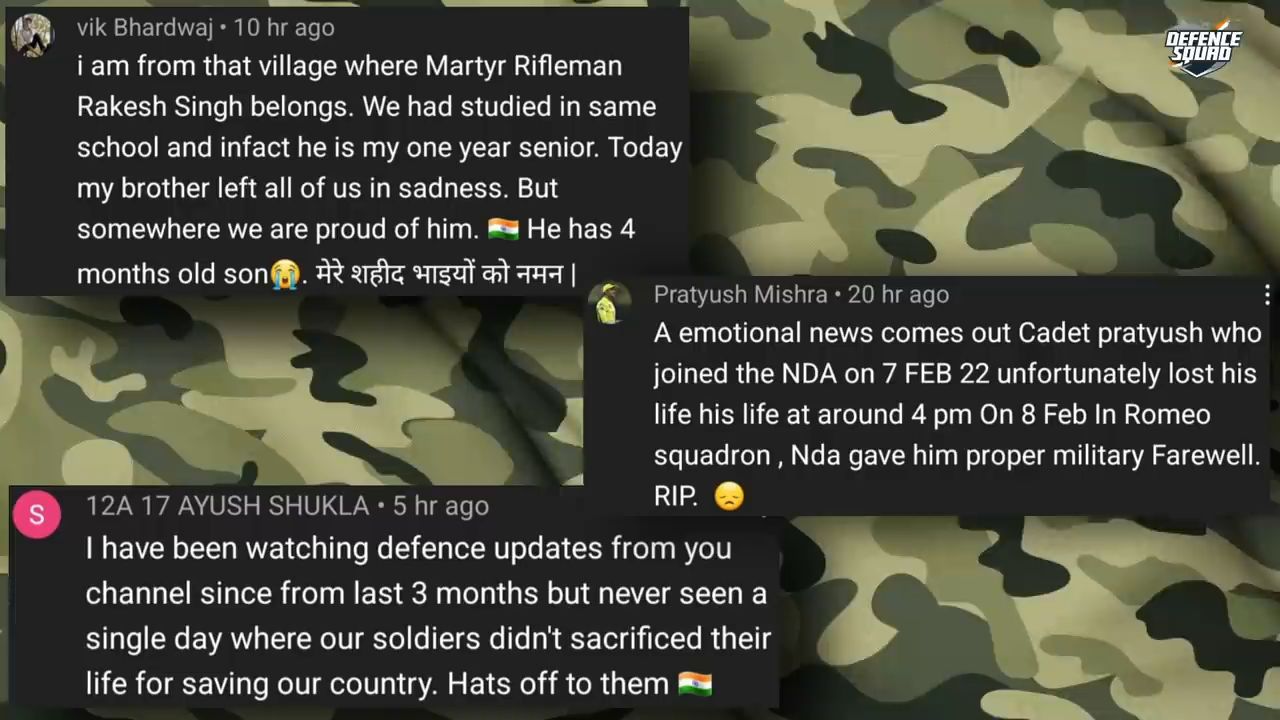 vik Bhardwaj • 10 hr ago
i am from that village where Martyr Rifleman
Rakesh Singh belongs. We had studied in same
school and infact he is my one year senior. Today
my brother left all of us in sadness. But
somewhere we are proud of him. 🇮🇳 He has 4
months old son😭. मेरे शहीद भाइयों को नमन |
DEFENCE
SQUAD
Pratyush Mishra • 20 hr ago
A emotional news comes out Cadet pratyush who
joined the NDA on 7 FEB 22 unfortunately lost his
life his life at around 4 pm On 8 Feb In Romeo
squadron , Nda gave him proper military Farewell.
RIP. 😞
S
12A 17 AYUSH SHUKLA • 5 hr ago
I have been watching defence updates from you
channel since from last 3 months but never seen a
single day where our soldiers didn't sacrificed their
life for saving our country. Hats off to them 🇮🇳